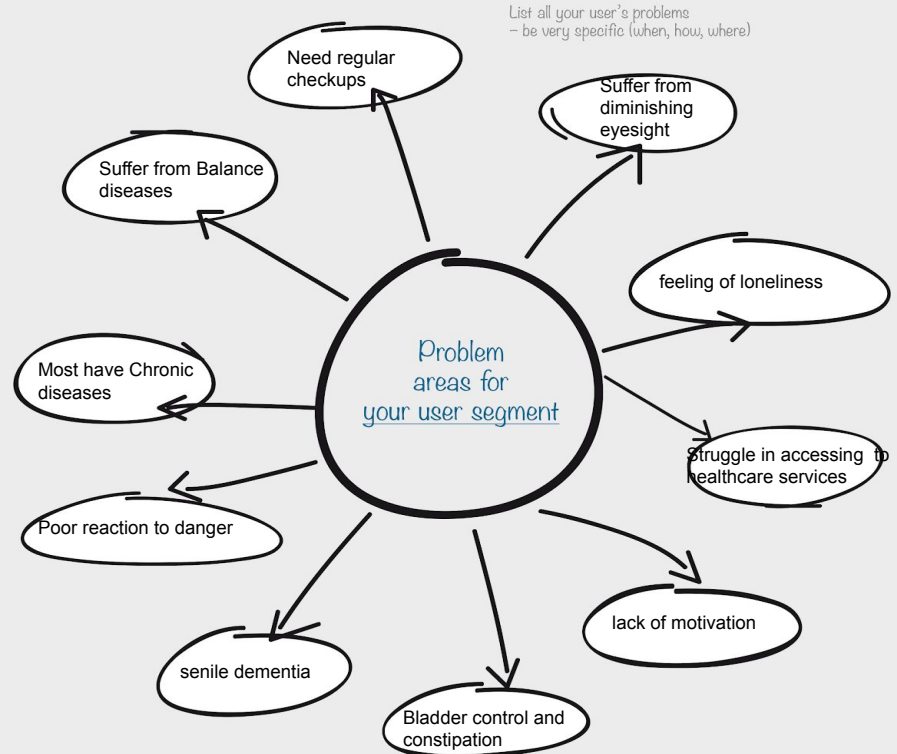 List all your user's problems
– be very specific (when, how, where)
Need regular
checkups
Suffer from
diminishing
eyesight
Suffer from Balance
diseases
feeling of loneliness
Problem
areas for
your user segment
Most have Chronic
diseases
Struggle in accessing to
healthcare services
Poor reaction to danger
lack of motivation
senile dementia
Bladder control and
constipation